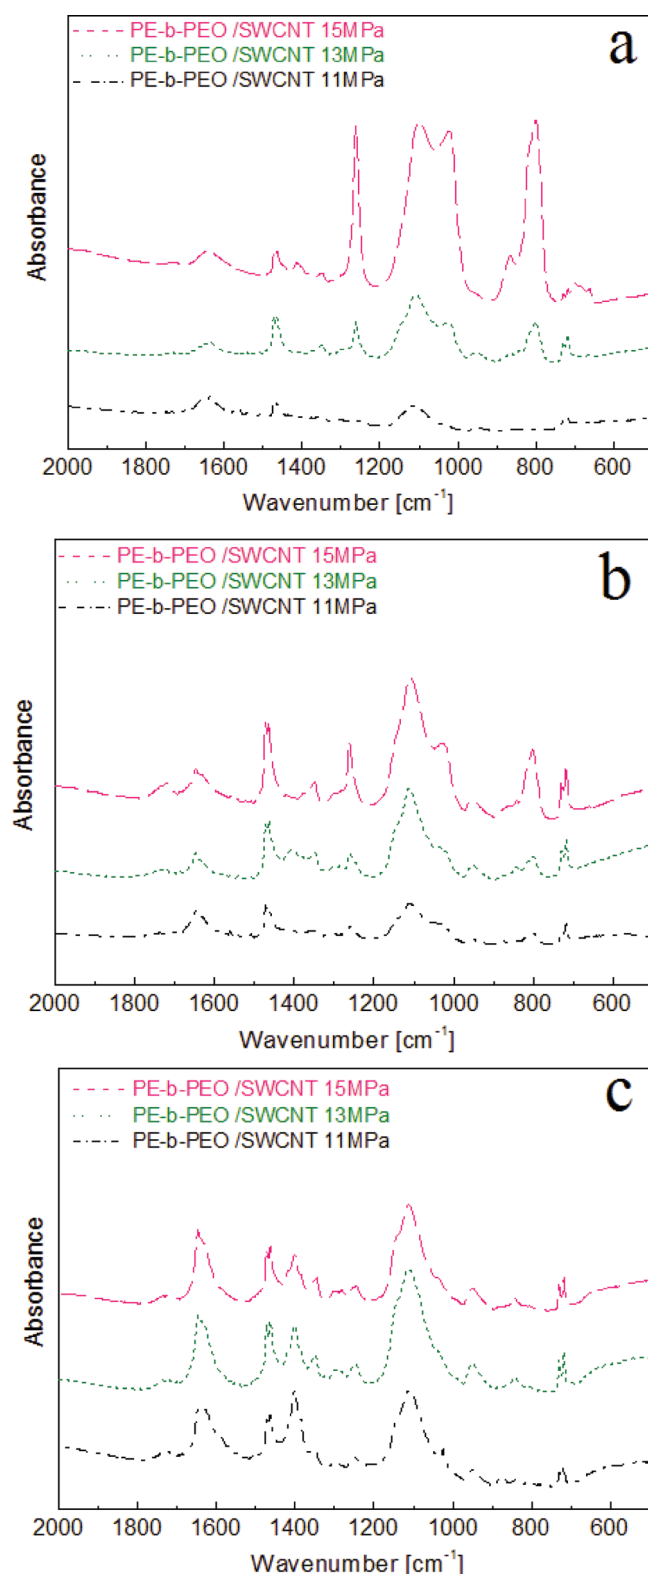 PE-b-PEO /SWCNT 15MPa
PE-b-PEO /SWCNT 13MPa
PE-b-PEO /SWCNT 11MPa
a
Absorbance
2000 1800 1600 1400 1200 1000 800 600
Wavenumber [cm⁻¹]
PE-b-PEO /SWCNT 15MPa
PE-b-PEO /SWCNT 13MPa
PE-b-PEO /SWCNT 11MPa
b
Absorbance
2000 1800 1600 1400 1200 1000 800 600
Wavenumber [cm⁻¹]
PE-b-PEO /SWCNT 15MPa
PE-b-PEO /SWCNT 13MPa
PE-b-PEO /SWCNT 11MPa
c
Absorbance
2000 1800 1600 1400 1200 1000 800 600
Wavenumber [cm⁻¹]